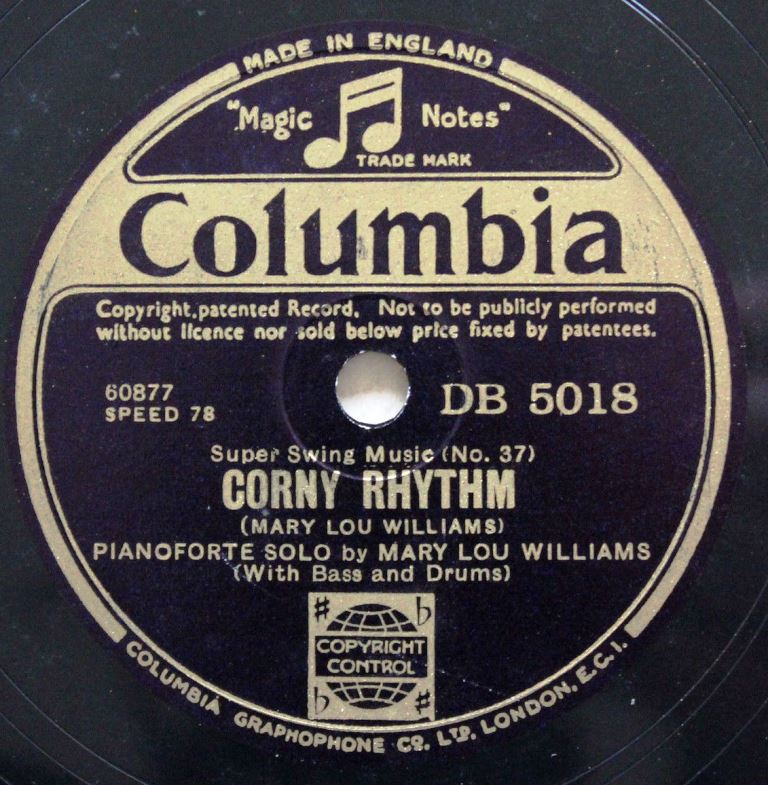 MADE IN ENGLAND
"Magic Notes"
TRADE MARK
Columbia
Copyright.patented Record. Not to be publicly performed
without licence nor sold below price fixed by patentees.
60877
SPEED 78
DB 5018
Super Swing Music (No. 37)
CORNY RHYTHM
(MARY LOU WILLIAMS)
PIANOFORTE SOLO by MARY LOU WILLIAMS
(With Bass and Drums)
♯ ♭
COPYRIGHT
CONTROL
♭ ♯
COLUMBIA GRAPHOPHONE CO. LTD. LONDON. E.C.1.